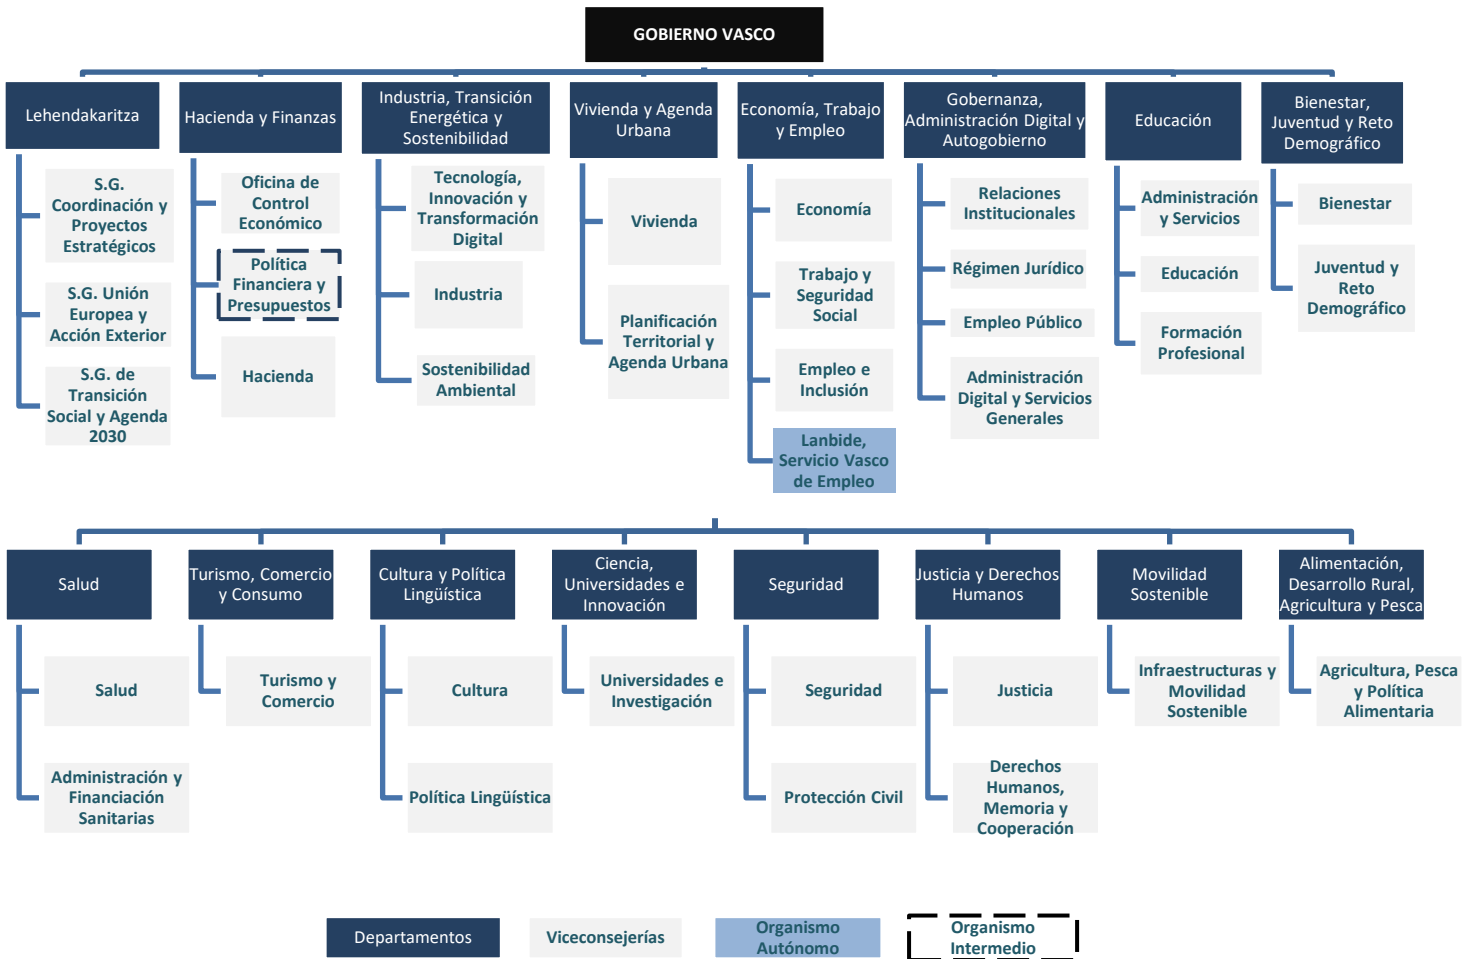 GOBIERNO VASCO
Lehendakaritza
S.G.
Coordinación y
Proyectos
Estratégicos
S.G. Unión
Europea y
Acción Exterior
S.G. de
Transición
Social y Agenda
2030
Hacienda y Finanzas
Oficina de
Control
Económico
Política
Financiera y
Presupuestos
Hacienda
Industria, Transición
Energética y
Sostenibilidad
Tecnología,
Innovación y
Transformación
Digital
Industria
Sostenibilidad
Ambiental
Vivienda y Agenda
Urbana
Vivienda
Planificación
Territorial y
Agenda Urbana
Economía, Trabajo
y Empleo
Economía
Trabajo y
Seguridad
Social
Empleo e
Inclusión
Lanbide,
Servicio Vasco
de Empleo
Gobernanza,
Administración Digital y
Autogobierno
Relaciones
Institucionales
Régimen Jurídico
Empleo Público
Administración
Digital y Servicios
Generales
Educación
Administración
y Servicios
Educación
Formación
Profesional
Bienestar,
Juventud y Reto
Demográfico
Bienestar
Juventud y
Reto
Demográfico
Salud
Salud
Administración y
Financiación
Sanitarias
Turismo, Comercio
y Consumo
Turismo y
Comercio
Cultura y Política
Lingüística
Cultura
Política Lingüística
Ciencia,
Universidades e
Innovación
Universidades e
Investigación
Seguridad
Seguridad
Protección Civil
Justicia y Derechos
Humanos
Justicia
Derechos
Humanos,
Memoria y
Cooperación
Movilidad
Sostenible
Infraestructuras y
Movilidad
Sostenible
Alimentación,
Desarrollo Rural,
Agricultura y Pesca
Agricultura, Pesca
y Política
Alimentaria
Departamentos
Viceconsejerías
Organismo
Autónomo
Organismo
Intermedio